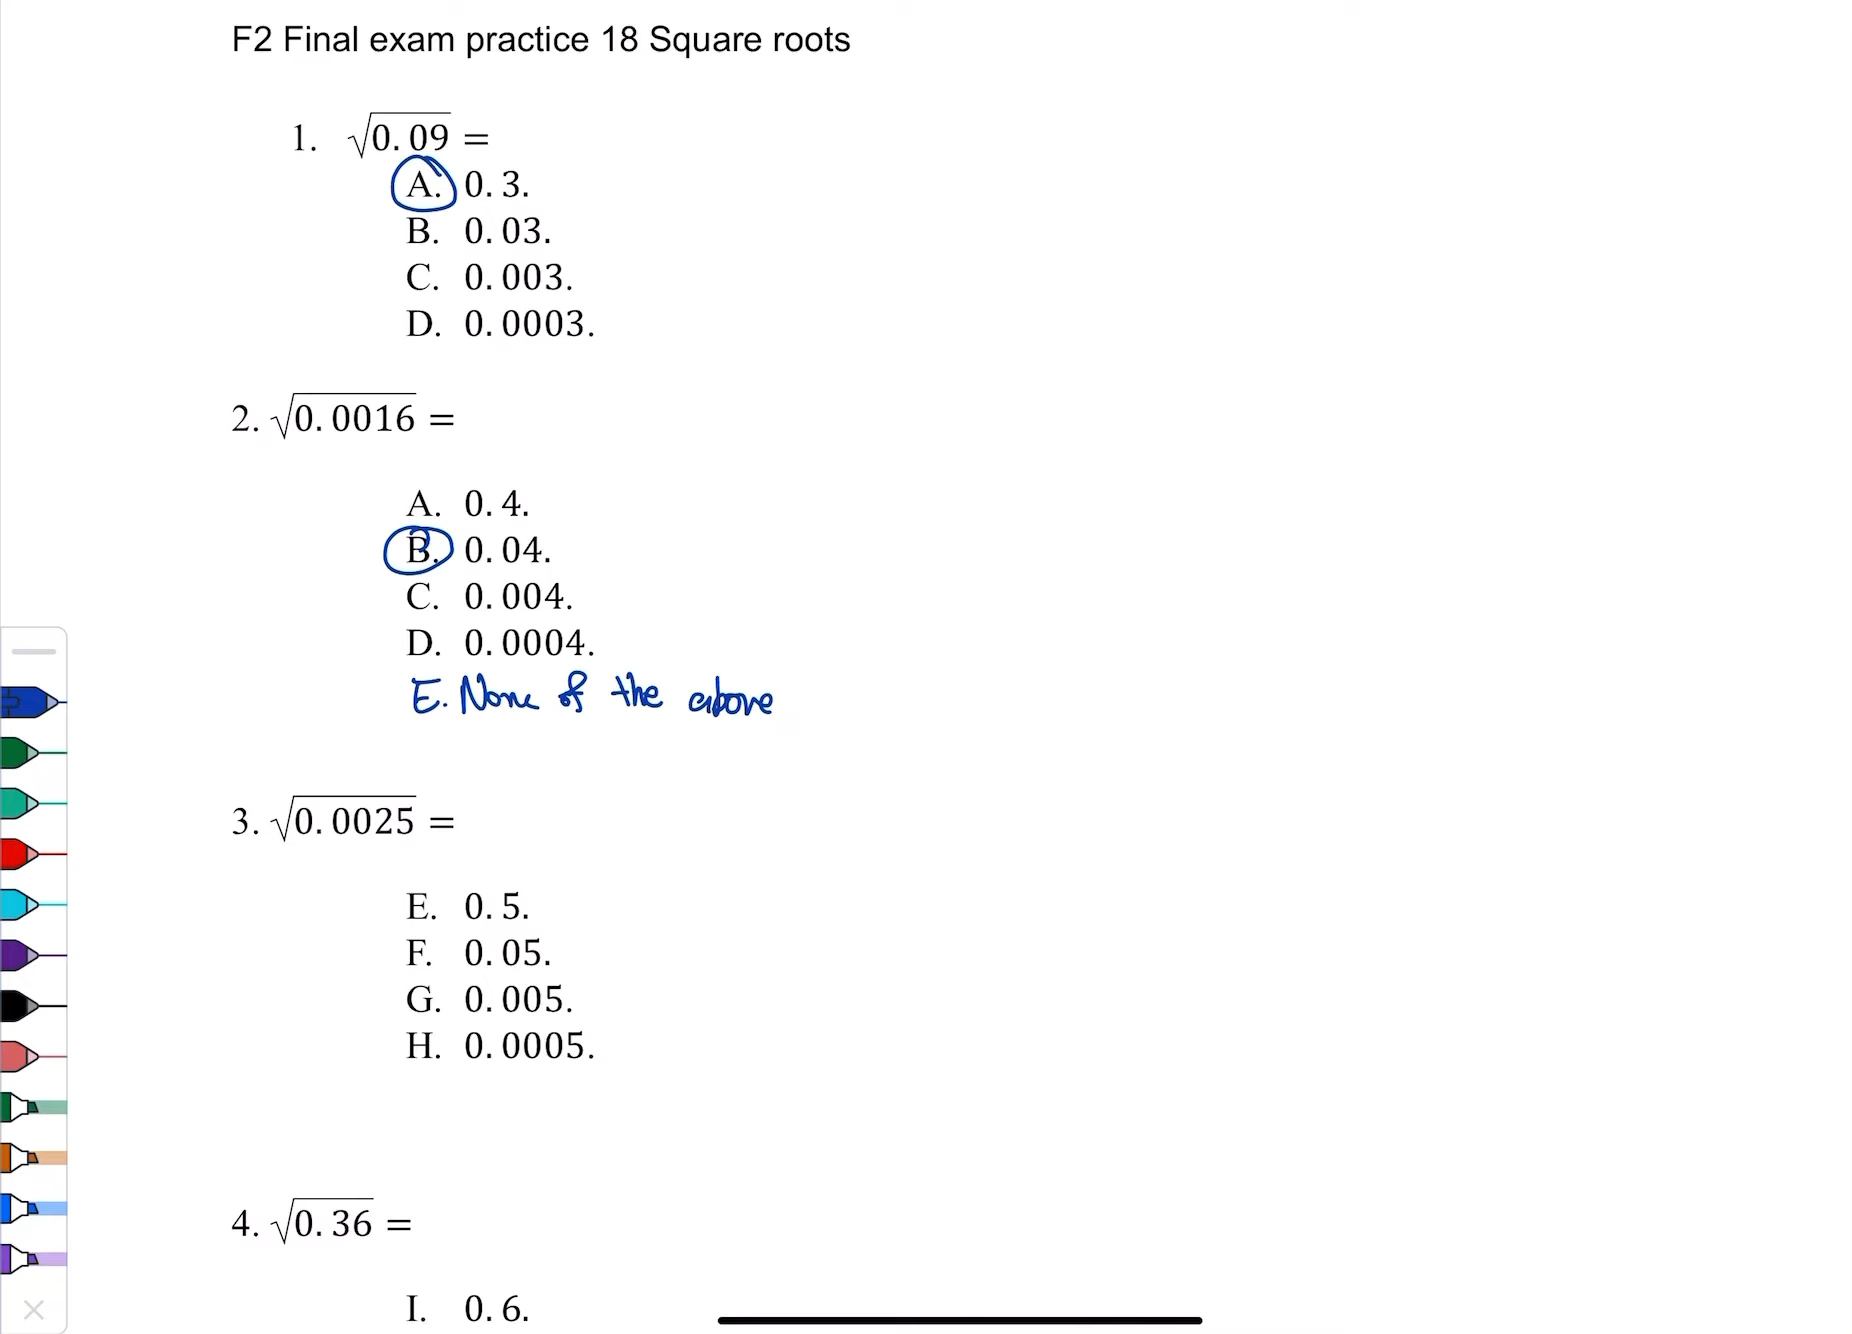 F2 Final exam practice 18 Square roots
1. √0.09 =
A. 0.3.
B. 0.03.
C. 0.003.
D. 0.0003.
2. √0.0016 =
A. 0.4.
B. 0.04.
C. 0.004.
D. 0.0004.
E. None of the above
3. √0.0025 =
E. 0.5.
F. 0.05.
G. 0.005.
H. 0.0005.
4. √0.36 =
I. 0.6.